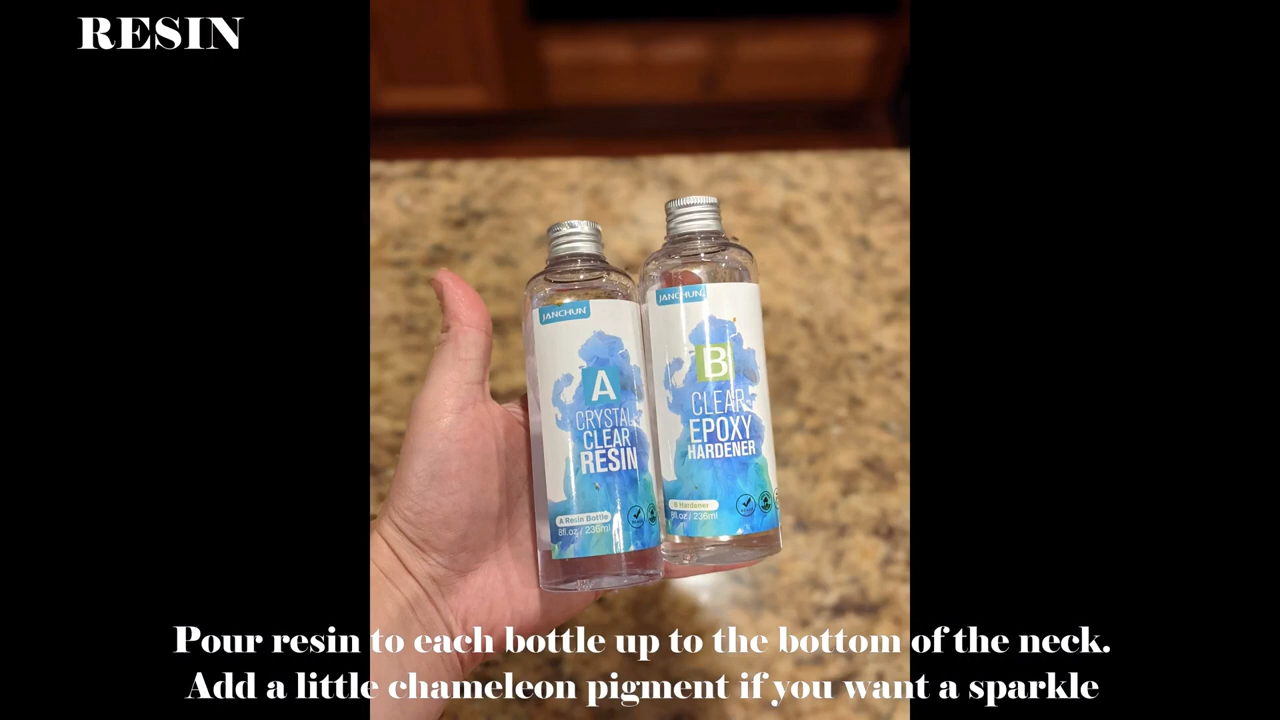 RESIN
JANCHUN
A
CRYSTAL
CLEAR
RESIN
A Resin Bottle
8fl.oz / 236ml
JANCHUN
B
CLEAR
EPOXY
HARDENER
B Hardener
8fl.oz / 236ml
Pour resin to each bottle up to the bottom of the neck.
Add a little chameleon pigment if you want a sparkle